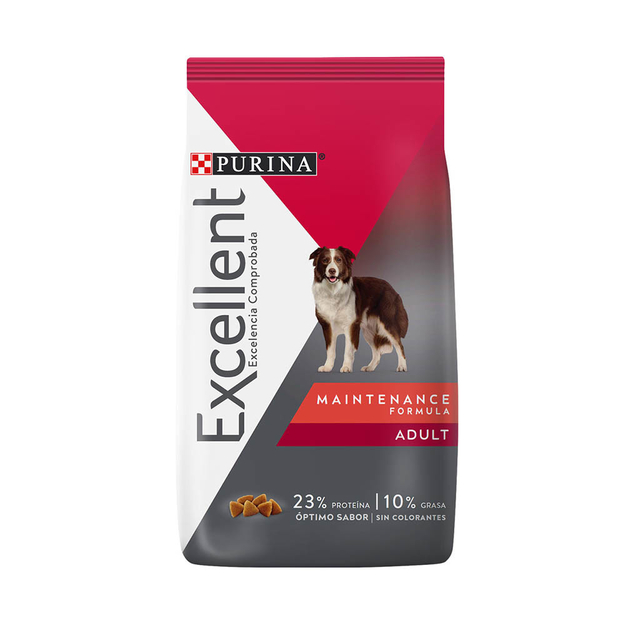 PURINA®
Excellent
Excelencia Comprobada
MAINTENANCE
FORMULA
ADULT
23% PROTEÍNA | 10% GRASA
ÓPTIMO SABOR | SIN COLORANTES